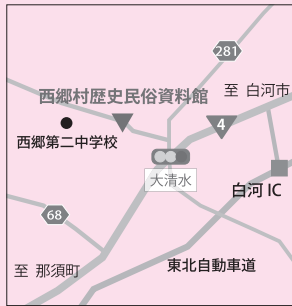 281
至 白河市
西郷村歴史民俗資料館
4
西郷第二中学校
大清水
白河 IC
68
至 那須町
東北自動車道